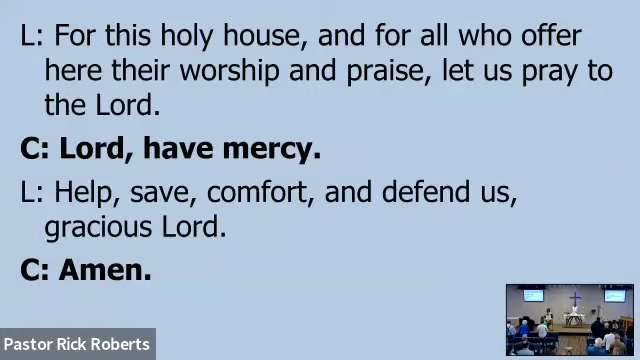 L: For this holy house, and for all who offer
here their worship and praise, let us pray to
the Lord.
C: Lord, have mercy.
L: Help, save, comfort, and defend us,
gracious Lord.
C: Amen.
Pastor Rick Roberts